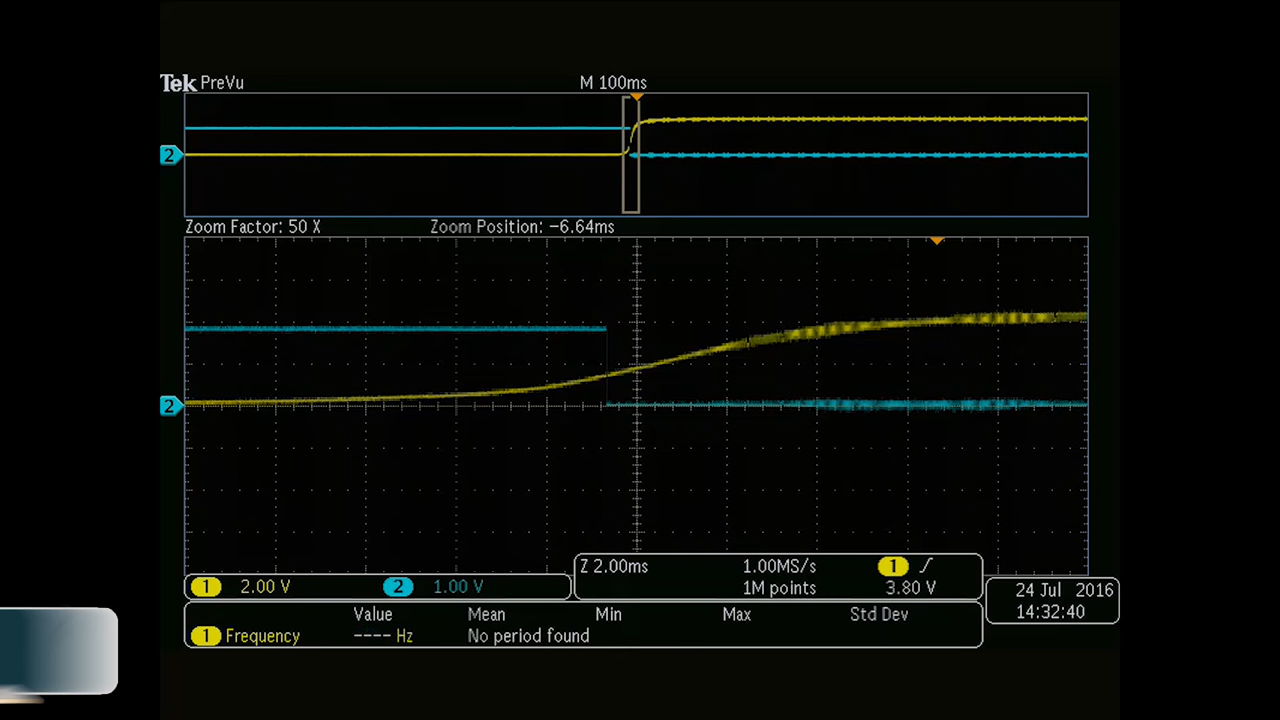 Tek PreVu M 100ms
2
Zoom Factor: 50 X Zoom Position: −6.64ms
2
1 2.00 V 2 1.00 V
Z 2.00ms 1.00MS/s 1
1M points 3.80 V
24 Jul 2016
14:32:40
Value Mean Min Max Std Dev
1 Frequency ---- Hz No period found